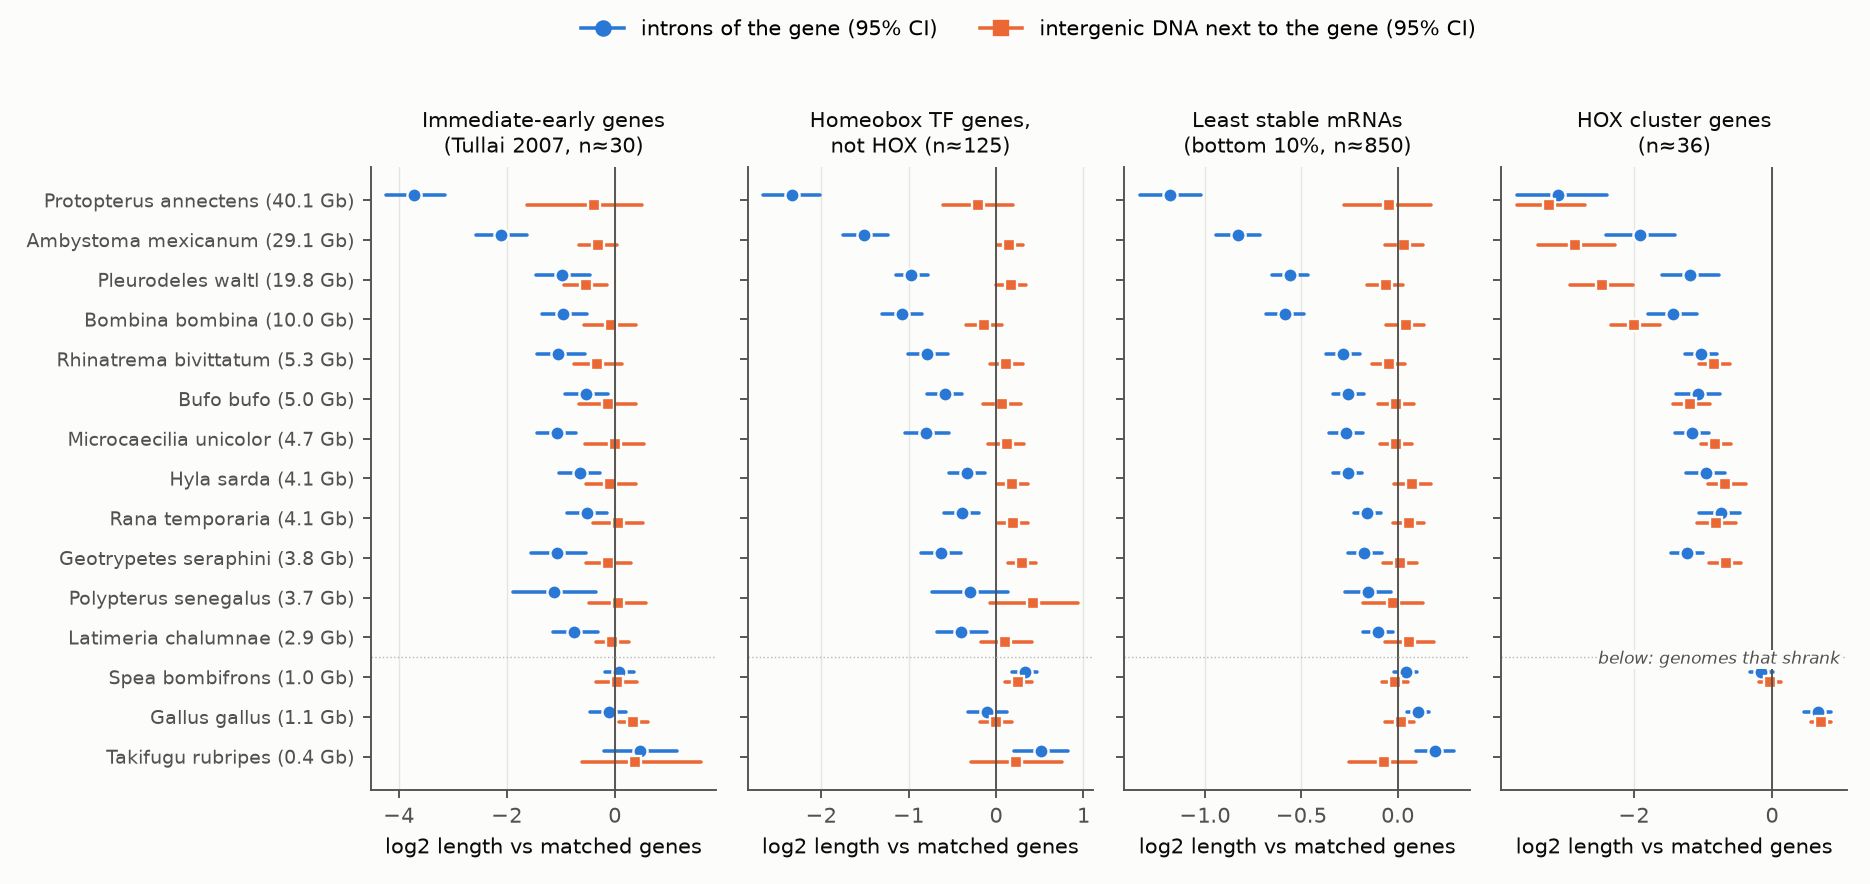 introns of the gene (95% CI)
intergenic DNA next to the gene (95% CI)
Immediate-early genes
(Tullai 2007, n≈30)
Homeobox TF genes,
not HOX (n≈125)
Least stable mRNAs
(bottom 10%, n≈850)
HOX cluster genes
(n≈36)
Protopterus annectens (40.1 Gb)
Ambystoma mexicanum (29.1 Gb)
Pleurodeles waltl (19.8 Gb)
Bombina bombina (10.0 Gb)
Rhinatrema bivittatum (5.3 Gb)
Bufo bufo (5.0 Gb)
Microcaecilia unicolor (4.7 Gb)
Hyla sarda (4.1 Gb)
Rana temporaria (4.1 Gb)
Geotrypetes seraphini (3.8 Gb)
Polypterus senegalus (3.7 Gb)
Latimeria chalumnae (2.9 Gb)
below: genomes that shrank
Spea bombifrons (1.0 Gb)
Gallus gallus (1.1 Gb)
Takifugu rubripes (0.4 Gb)
−4 −2 0
−2 −1 0 1
−1.0 −0.5 0.0
−2 0
log2 length vs matched genes
log2 length vs matched genes
log2 length vs matched genes
log2 length vs matched genes